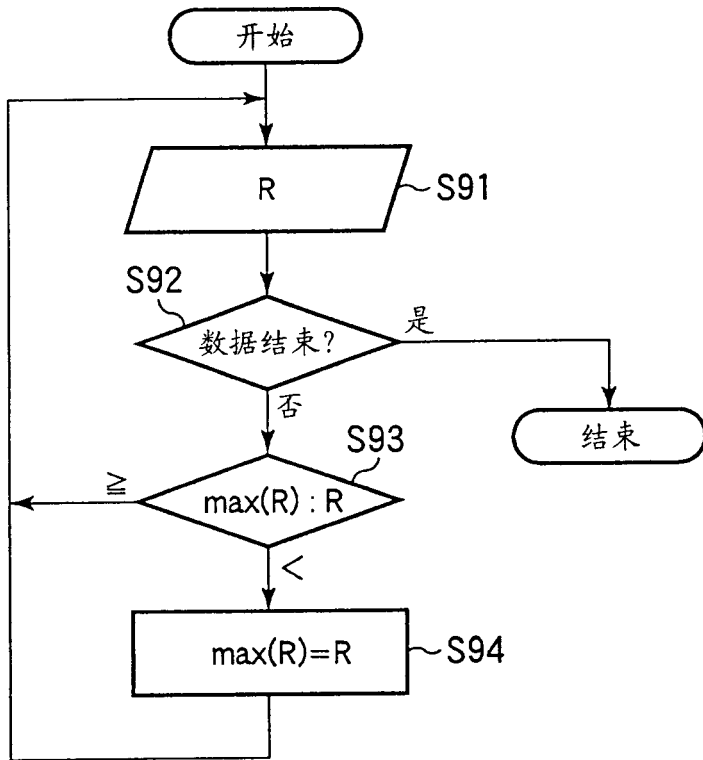 开始
R
S91
S92
数据结束?
是
否
结束
S93
≧
max(R) : R
<
max(R)=R
S94